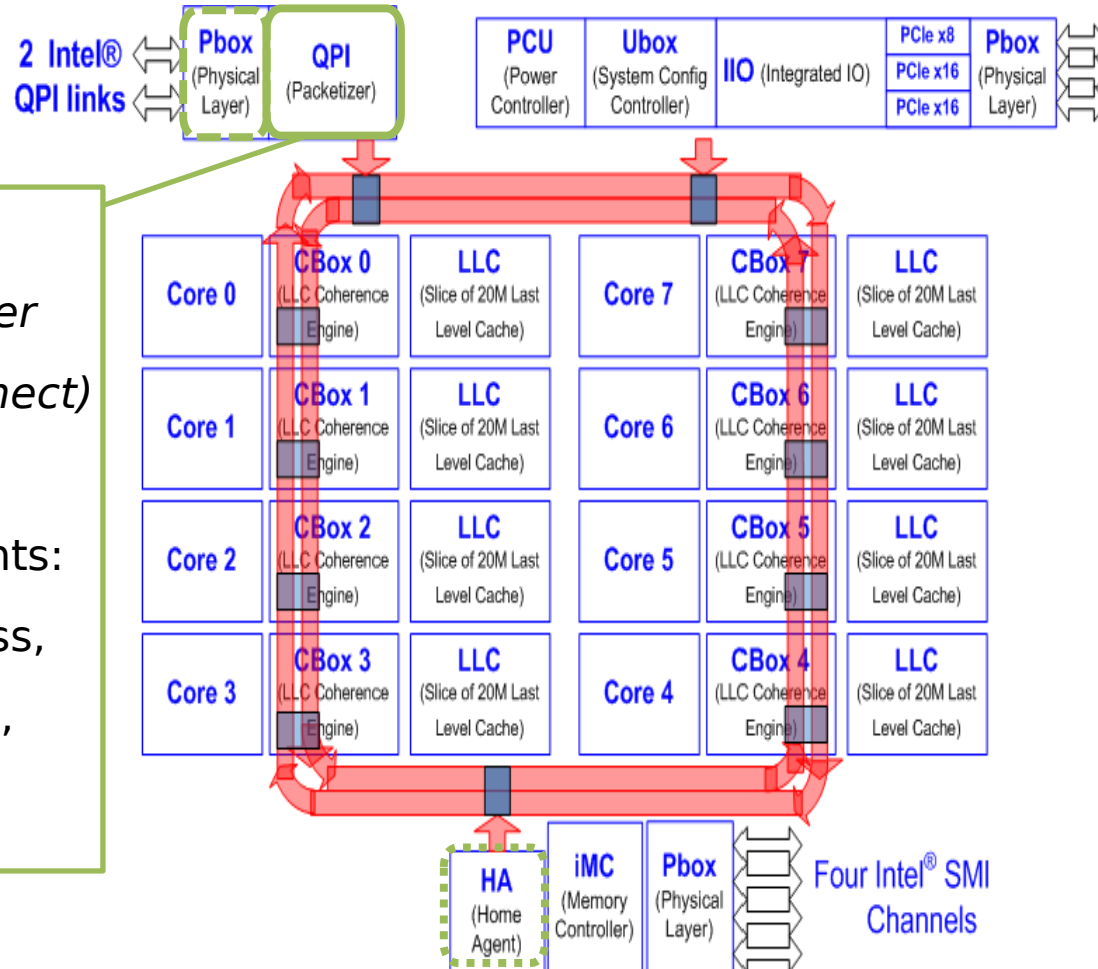 2 Intel®
QPI links
Pbox
(Physical
Layer)
QPI
(Packetizer)
PCU
(Power
Controller)
Ubox
(System Config
Controller)
IIO (Integrated IO)
PCIe x8
PCIe x16
PCIe x16
Pbox
(Physical
Layer)
Core 0
CBox 0
(LLC Coherence
Engine)
LLC
(Slice of 20M Last
Level Cache)
Core 7
CBox 7
(LLC Coherence
Engine)
LLC
(Slice of 20M Last
Level Cache)
Core 1
CBox 1
(LLC Coherence
Engine)
LLC
(Slice of 20M Last
Level Cache)
Core 6
CBox 6
(LLC Coherence
Engine)
LLC
(Slice of 20M Last
Level Cache)
Core 2
CBox 2
(LLC Coherence
Engine)
LLC
(Slice of 20M Last
Level Cache)
Core 5
CBox 5
(LLC Coherence
Engine)
LLC
(Slice of 20M Last
Level Cache)
Core 3
CBox 3
(LLC Coherence
Engine)
LLC
(Slice of 20M Last
Level Cache)
Core 4
CBox 4
(LLC Coherence
Engine)
LLC
(Slice of 20M Last
Level Cache)
HA
(Home
Agent)
iMC
(Memory
Controller)
Pbox
(Physical
Layer)
Four Intel® SMI
Channels